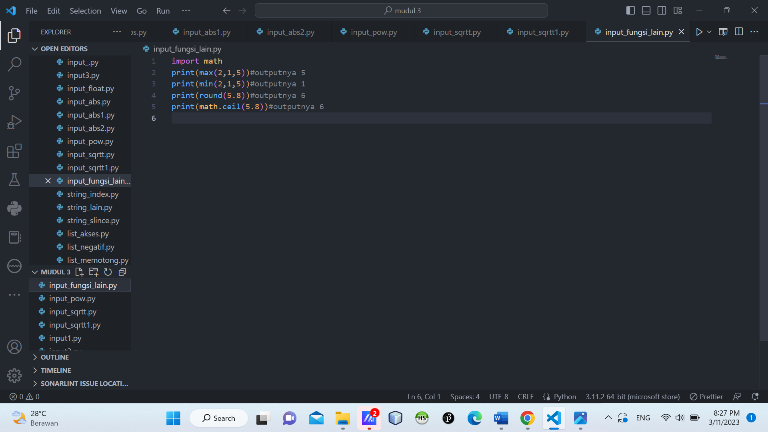 File Edit Selection View Go Run ··· mudul 3
EXPLORER ··· os.py input_abs1.py input_abs2.py input_pow.py input_sqrtt.py input_sqrtt1.py input_fungsi_lain.py
OPEN EDITORS
input_.py
input3.py
input_float.py
input_abs.py
input_abs1.py
input_abs2.py
input_pow.py
input_sqrtt.py
input_sqrtt1.py
input_fungsi_lain...
string_index.py
string_lain.py
string_slince.py
list_akses.py
list_negatif.py
list_memotong.py
MUDUL 3
input_fungsi_lain.py
input_pow.py
input_sqrtt.py
input_sqrtt1.py
input1.py
OUTLINE
TIMELINE
SONARLINT ISSUE LOCATI...
input_fungsi_lain.py
1 import math
2 print(max(2,1,5))#outputnya 5
3 print(min(2,1,5))#outputnya 1
4 print(round(5.8))#outputnya 6
5 print(math.ceil(5.8))#outputnya 6
6
0 0 Ln 6, Col 1 Spaces: 4 UTF-8 CRLF Python 3.11.2 64-bit (microsoft store) Prettier
28°C
Berawan
Search
2
ENG
8:27 PM
3/11/2023
1